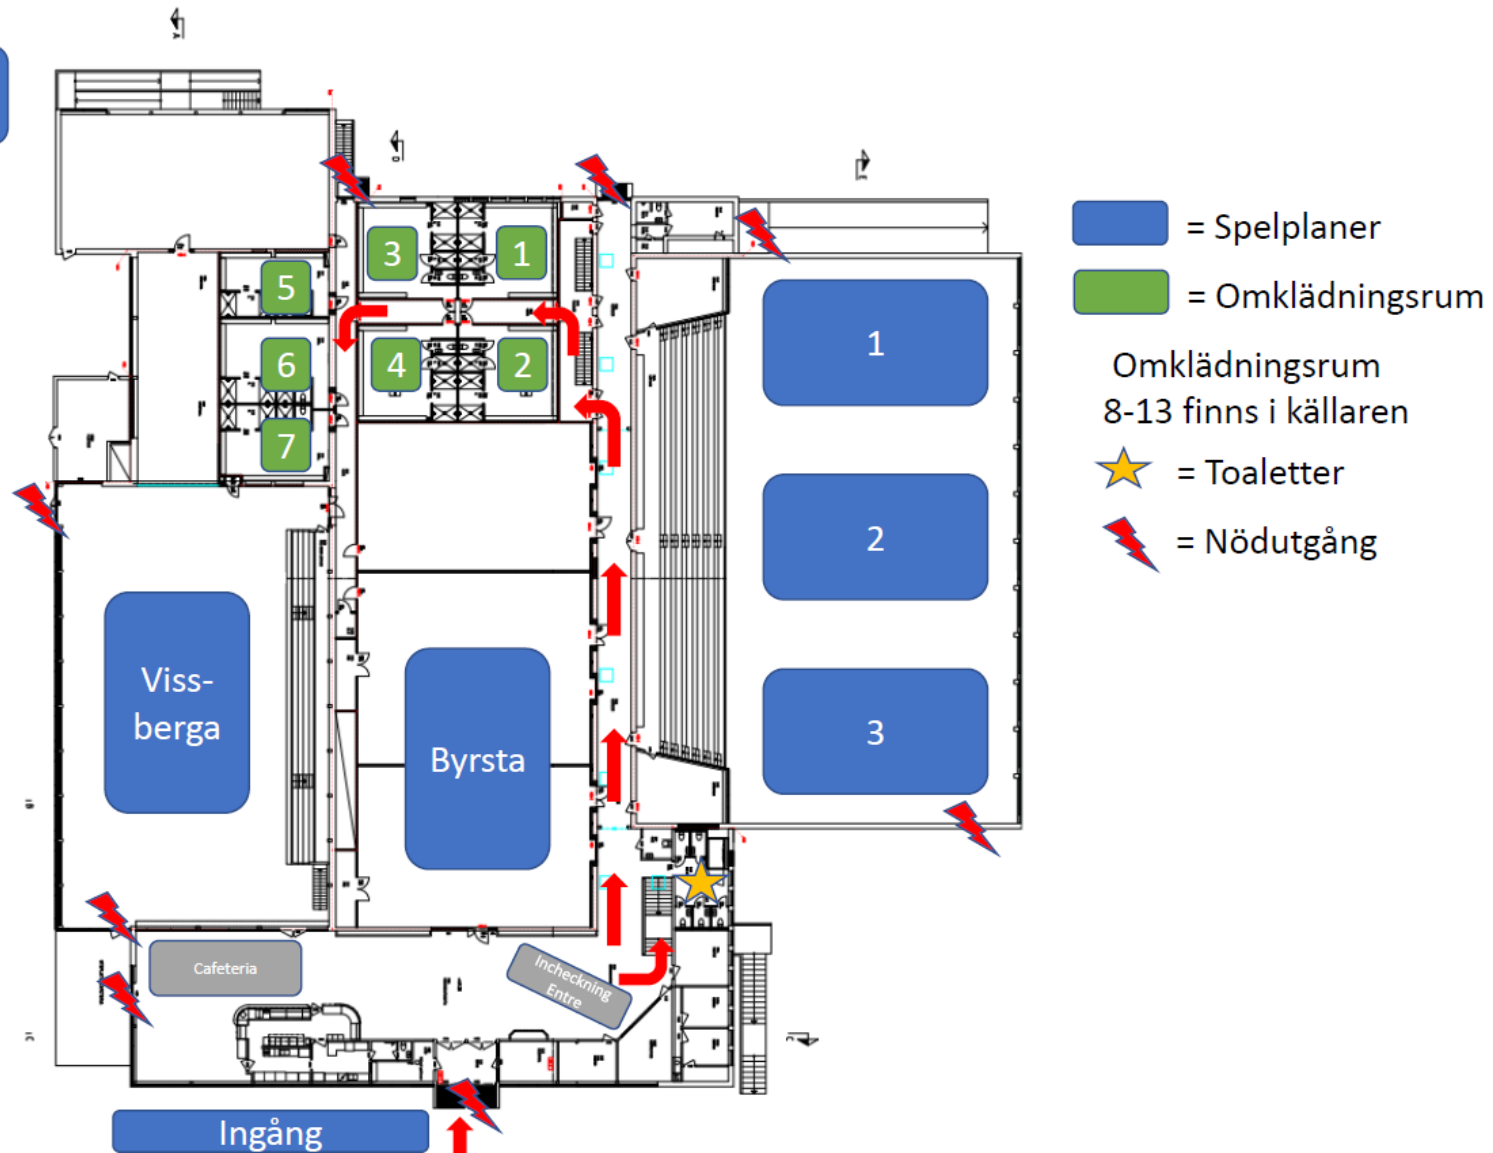 3
1
5
4
2
6
7
1
2
3
Viss-
berga
Byrsta
Cafeteria
Incheckning
Entre
Ingång
= Spelplaner
= Omklädningsrum
Omklädningsrum
8-13 finns i källaren
= Toaletter
= Nödutgång